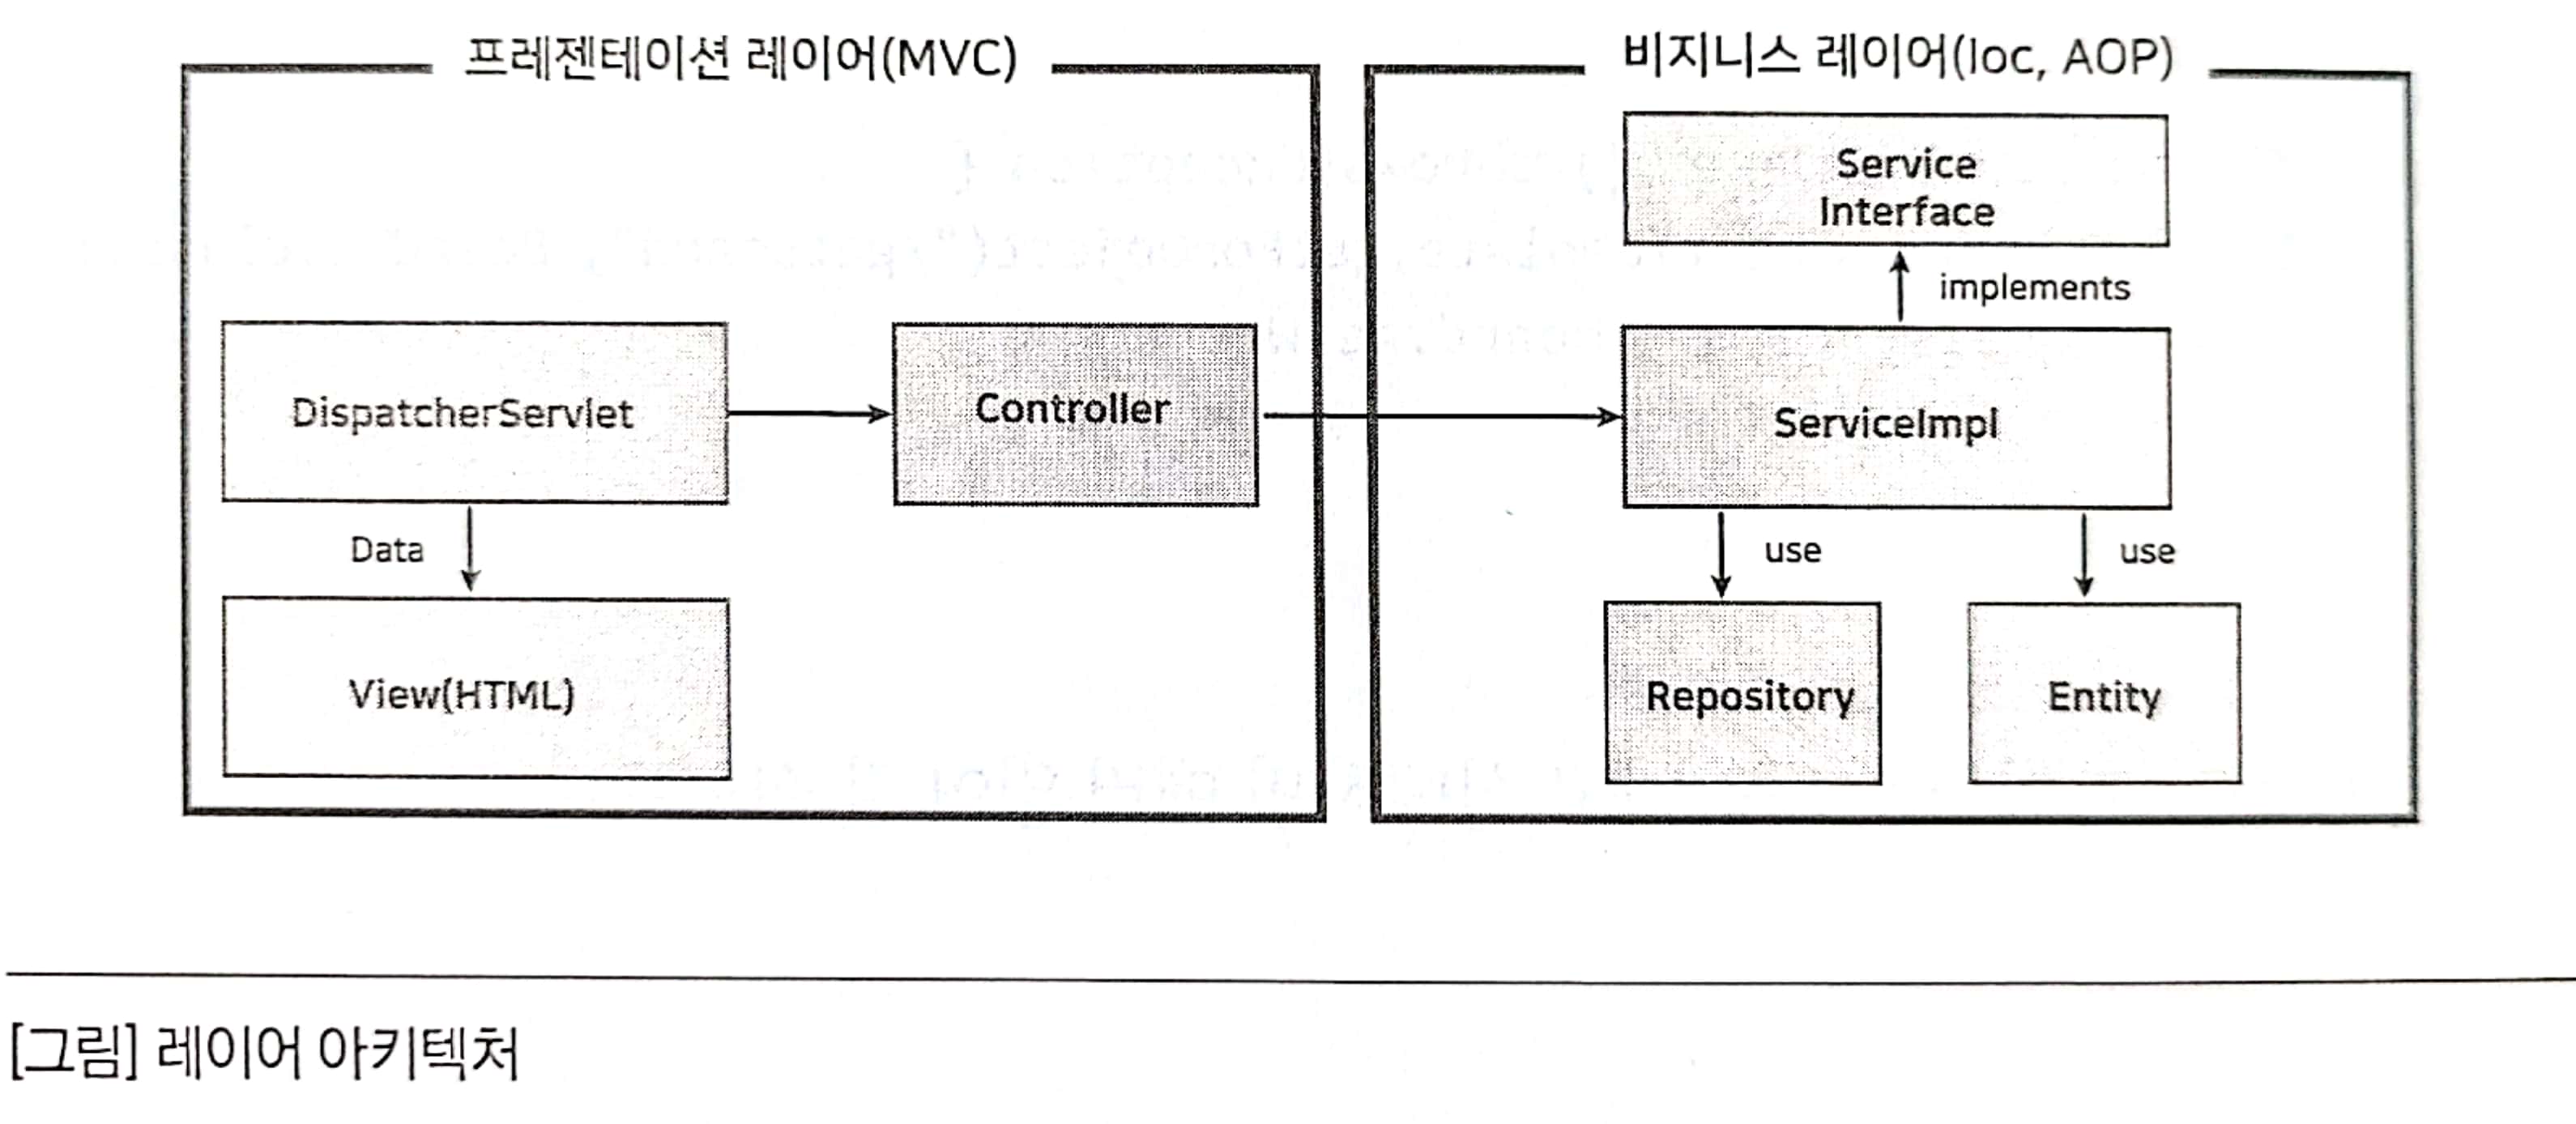 프레젠테이션 레이어(MVC)
비지니스 레이어(Ioc, AOP)
Service
Interface
implements
DispatcherServlet
Controller
ServiceImpl
Data
use
use
View(HTML)
Repository
Entity
[그림] 레이어 아키텍처